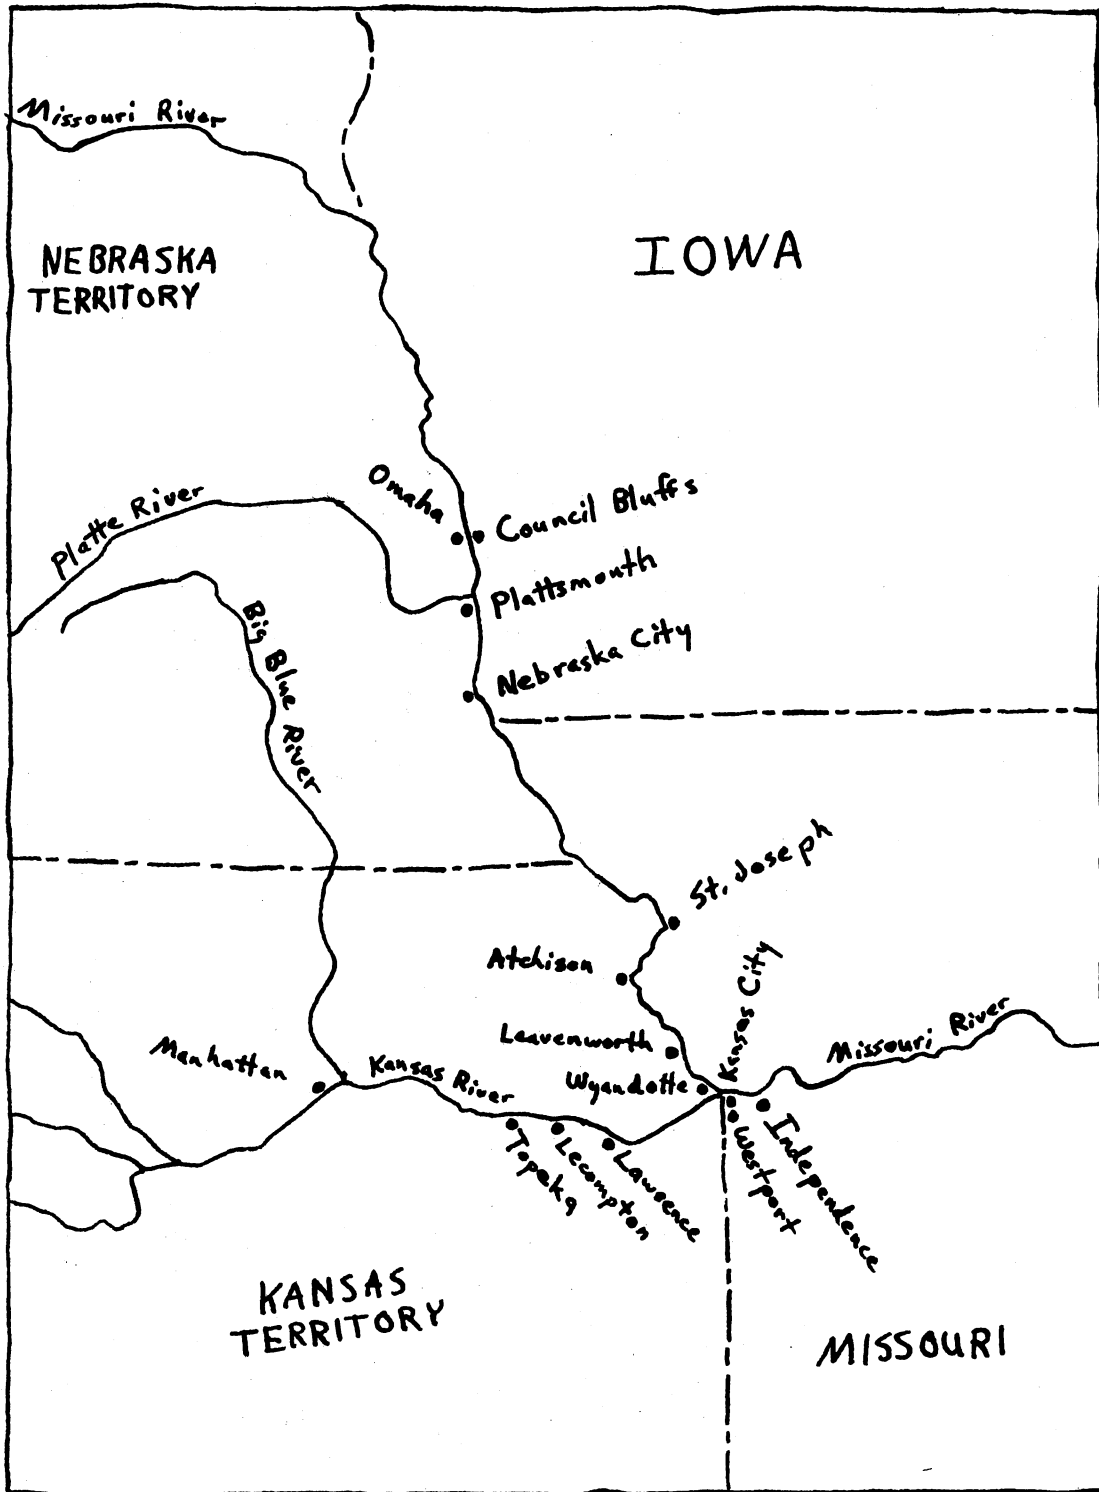 Missouri River
NEBRASKA
TERRITORY
IOWA
Omaha
Council Bluffs
Platte River
Plattsmouth
Big Blue River
Nebraska City
St. Joseph
Atchison
Kansas City
Leavenworth
Missouri River
Manhattan
Kansas River
Wyandotte
Topeka
Lecompton
Lawrence
Westport
Independence
KANSAS
TERRITORY
MISSOURI